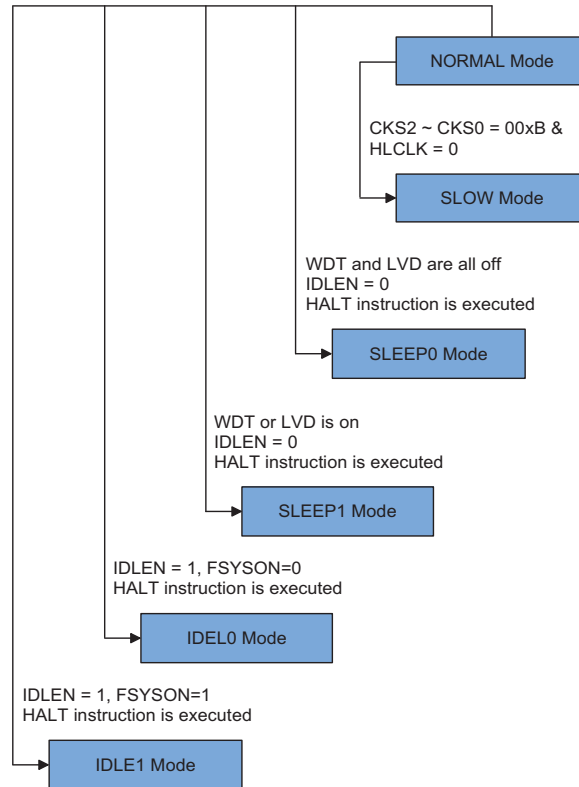 NORMAL Mode
CKS2 ~ CKS0 = 00xB &
HLCLK = 0
SLOW Mode
WDT and LVD are all off
IDLEN = 0
HALT instruction is executed
SLEEP0 Mode
WDT or LVD is on
IDLEN = 0
HALT instruction is executed
SLEEP1 Mode
IDLEN = 1, FSYSON=0
HALT instruction is executed
IDEL0 Mode
IDLEN = 1, FSYSON=1
HALT instruction is executed
IDLE1 Mode